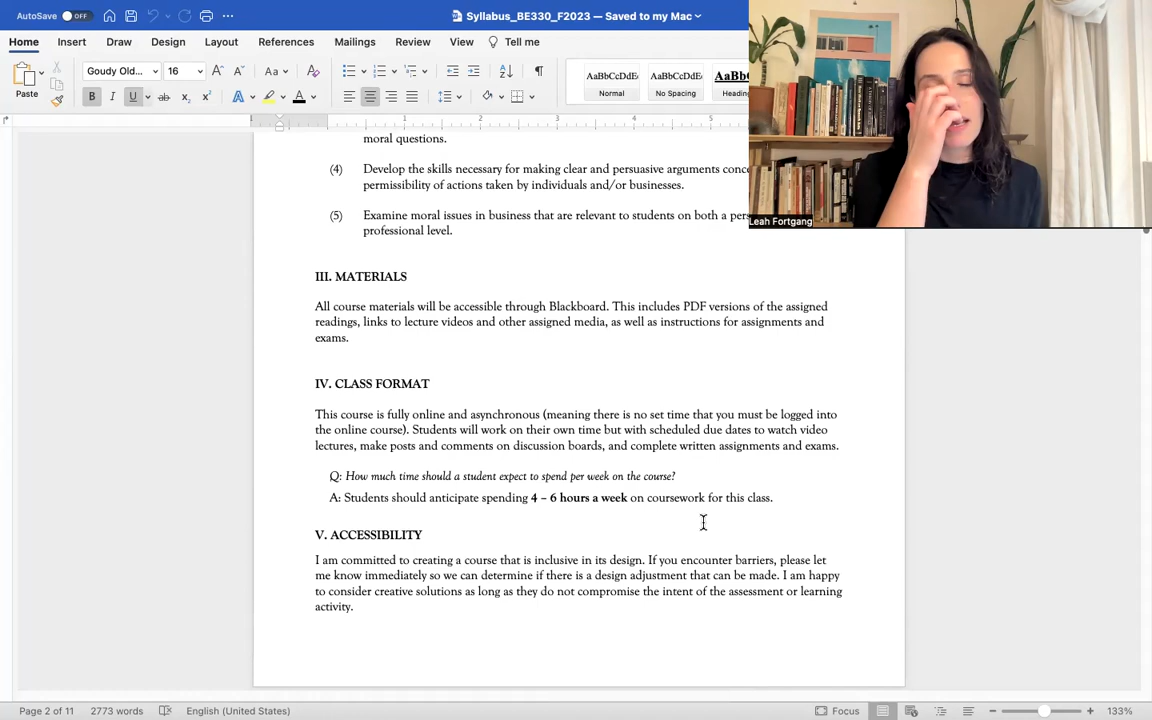 AutoSave OFF
Syllabus_BE330_F2023 — Saved to my Mac
Home Insert Draw Design Layout References Mailings Review View Tell me
Paste
Goudy Old... 16
Aa
B I U ab x² A A
AaBbCcDdE AaBbCcDdE AaBbC
Normal No Spacing Heading
1 2 3 4 5
Leah Fortgang
moral questions.
(4) Develop the skills necessary for making clear and persuasive arguments conc
permissibility of actions taken by individuals and/or businesses.
(5) Examine moral issues in business that are relevant to students on both a pers
professional level.
III. MATERIALS
All course materials will be accessible through Blackboard. This includes PDF versions of the assigned
readings, links to lecture videos and other assigned media, as well as instructions for assignments and
exams.
IV. CLASS FORMAT
This course is fully online and asynchronous (meaning there is no set time that you must be logged into
the online course). Students will work on their own time but with scheduled due dates to watch video
lectures, make posts and comments on discussion boards, and complete written assignments and exams.
Q: How much time should a student expect to spend per week on the course?
A: Students should anticipate spending 4 – 6 hours a week on coursework for this class.
V. ACCESSIBILITY
I am committed to creating a course that is inclusive in its design. If you encounter barriers, please let
me know immediately so we can determine if there is a design adjustment that can be made. I am happy
to consider creative solutions as long as they do not compromise the intent of the assessment or learning
activity.
Page 2 of 11 2773 words English (United States) Focus 133%